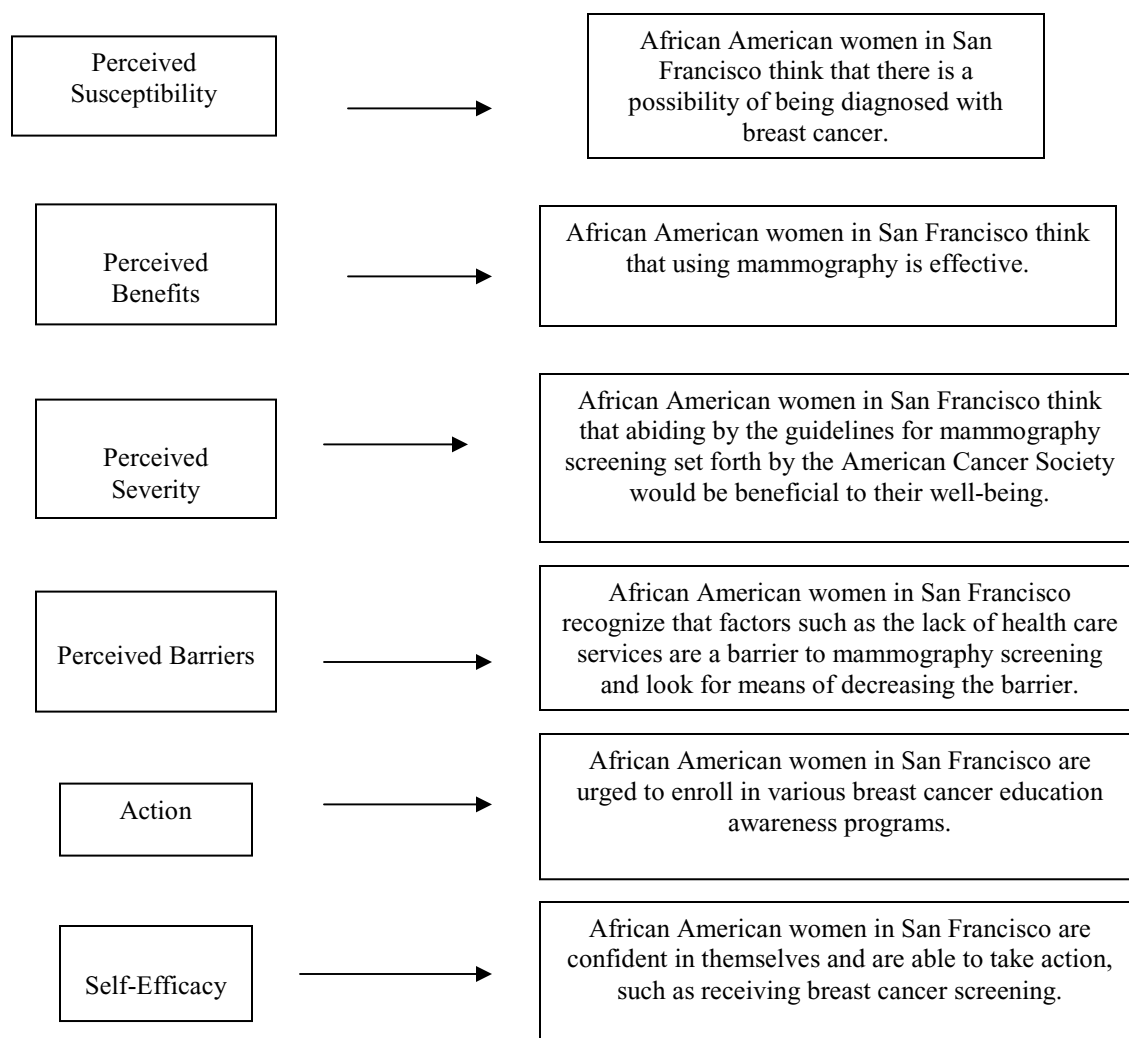 Perceived
Susceptibility
African American women in San
Francisco think that there is a
possibility of being diagnosed with
breast cancer.
Perceived
Benefits
African American women in San Francisco think
that using mammography is effective.
Perceived
Severity
African American women in San Francisco think
that abiding by the guidelines for mammography
screening set forth by the American Cancer Society
would be beneficial to their well-being.
Perceived Barriers
African American women in San Francisco
recognize that factors such as the lack of health care
services are a barrier to mammography screening
and look for means of decreasing the barrier.
Action
African American women in San Francisco are
urged to enroll in various breast cancer education
awareness programs.
Self-Efficacy
African American women in San Francisco are
confident in themselves and are able to take action,
such as receiving breast cancer screening.